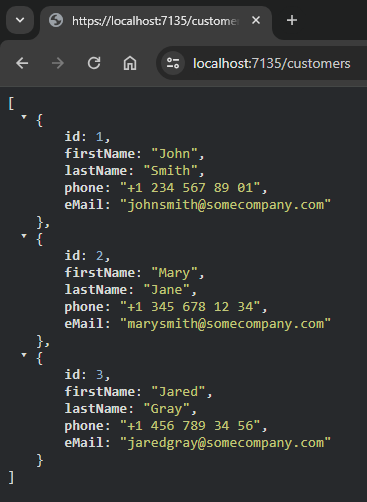 https://localhost:7135/custome
localhost:7135/customers
[
{
id: 1,
firstName: "John",
lastName: "Smith",
phone: "+1 234 567 89 01",
eMail: "johnsmith@somecompany.com"
},
{
id: 2,
firstName: "Mary",
lastName: "Jane",
phone: "+1 345 678 12 34",
eMail: "marysmith@somecompany.com"
},
{
id: 3,
firstName: "Jared",
lastName: "Gray",
phone: "+1 456 789 34 56",
eMail: "jaredgray@somecompany.com"
}
]